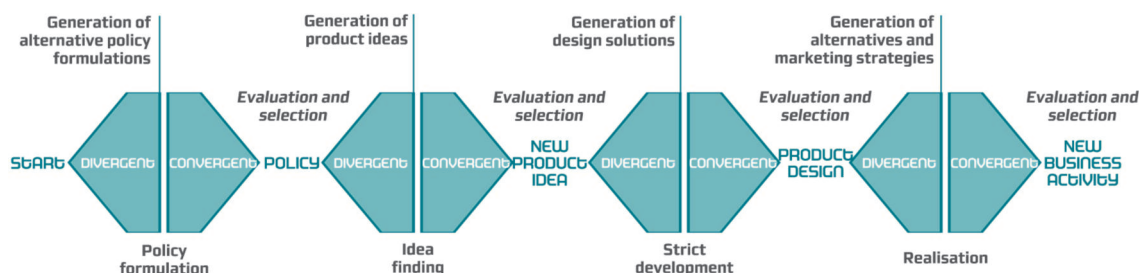 Generation of
alternative policy
formulations
Generation of
product ideas
Generation of
design solutions
Generation of
alternatives and
marketing strategies
Evaluation and
selection
Evaluation and
selection
Evaluation and
selection
Evaluation and
selection
START
DIVERGENT
CONVERGENT
POLICY
DIVERGENT
CONVERGENT
NEW
PRODUCT
IDEA
DIVERGENT
CONVERGENT
PRODUCT
DESIGN
DIVERGENT
CONVERGENT
NEW
BUSINESS
ACTIVITY
Policy
formulation
Idea
finding
Strict
development
Realisation